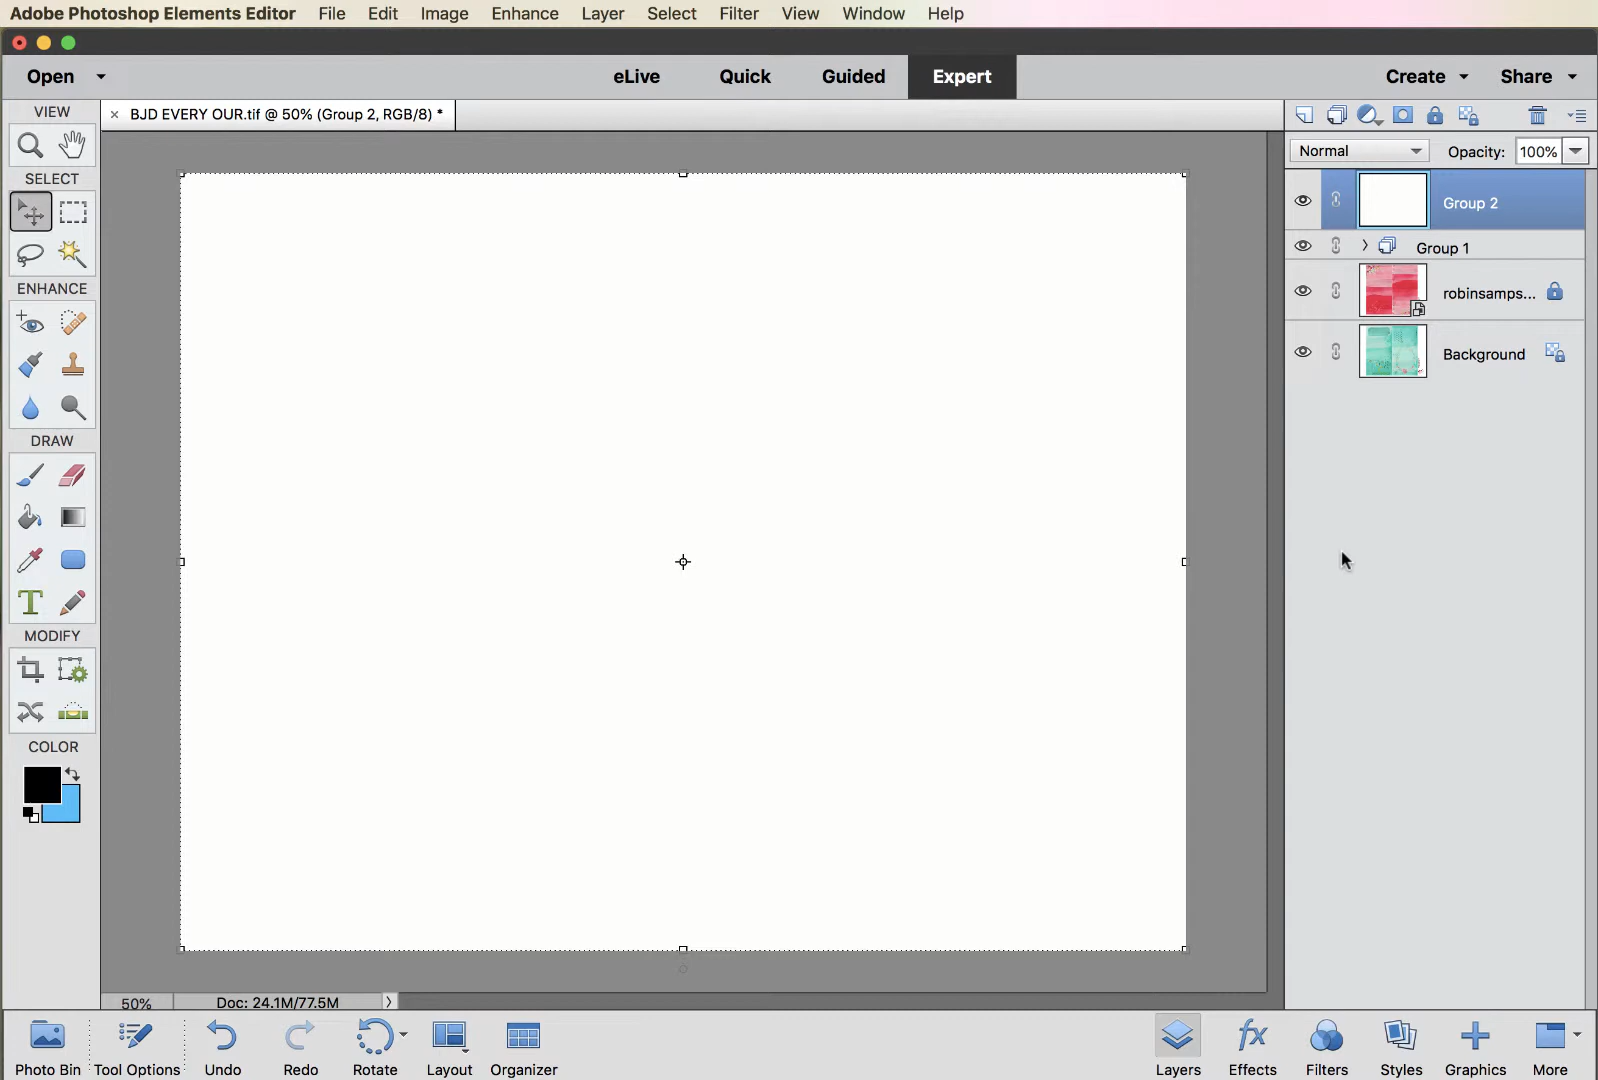 Adobe Photoshop Elements Editor File Edit Image Enhance Layer Select Filter View Window Help
Open eLive Quick Guided Expert Create Share
VIEW
× BJD EVERY OUR.tif @ 50% (Group 2, RGB/8) *
Normal Opacity: 100%
SELECT
Group 2
Group 1
ENHANCE
robinsamps...
Background
DRAW
T
MODIFY
COLOR
50% Doc: 24.1M/77.5M
Photo Bin Tool Options Undo Redo Rotate Layout Organizer Layers fx Effects Filters Styles Graphics More